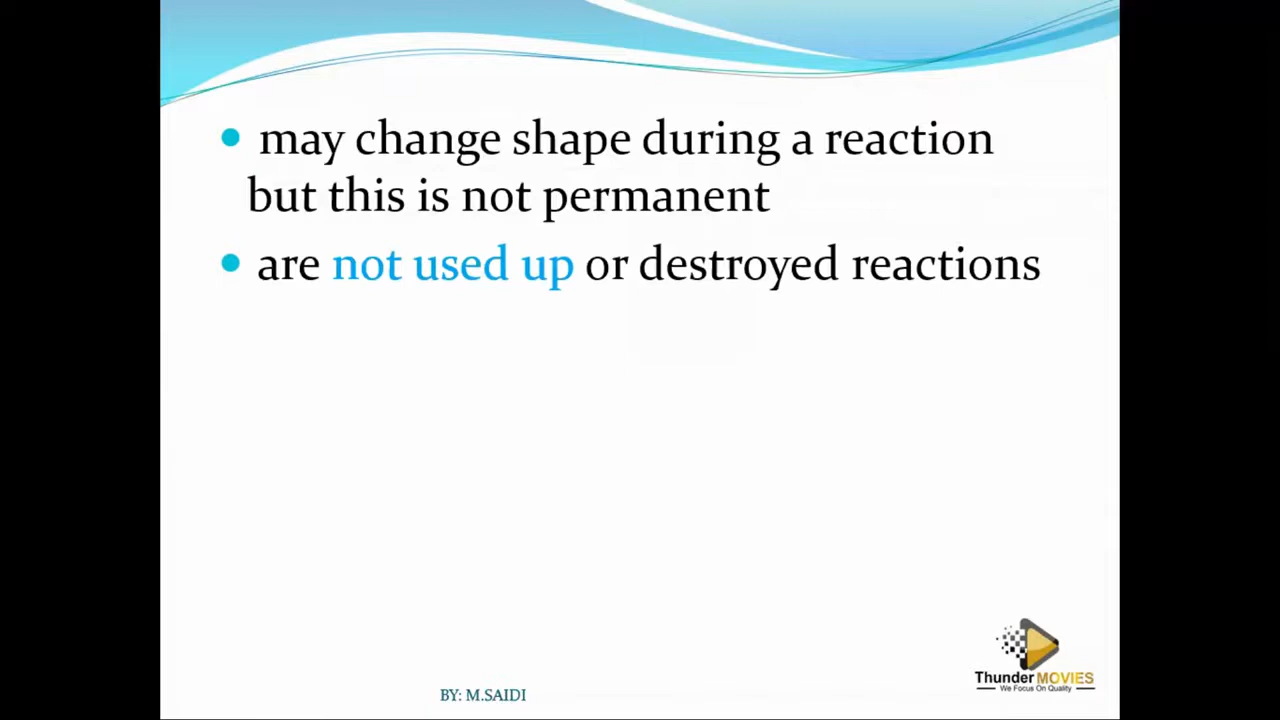 may change shape during a reaction
but this is not permanent
are not used up or destroyed reactions
BY: M.SAIDI
Thunder MOVIES
We Focus On Quality